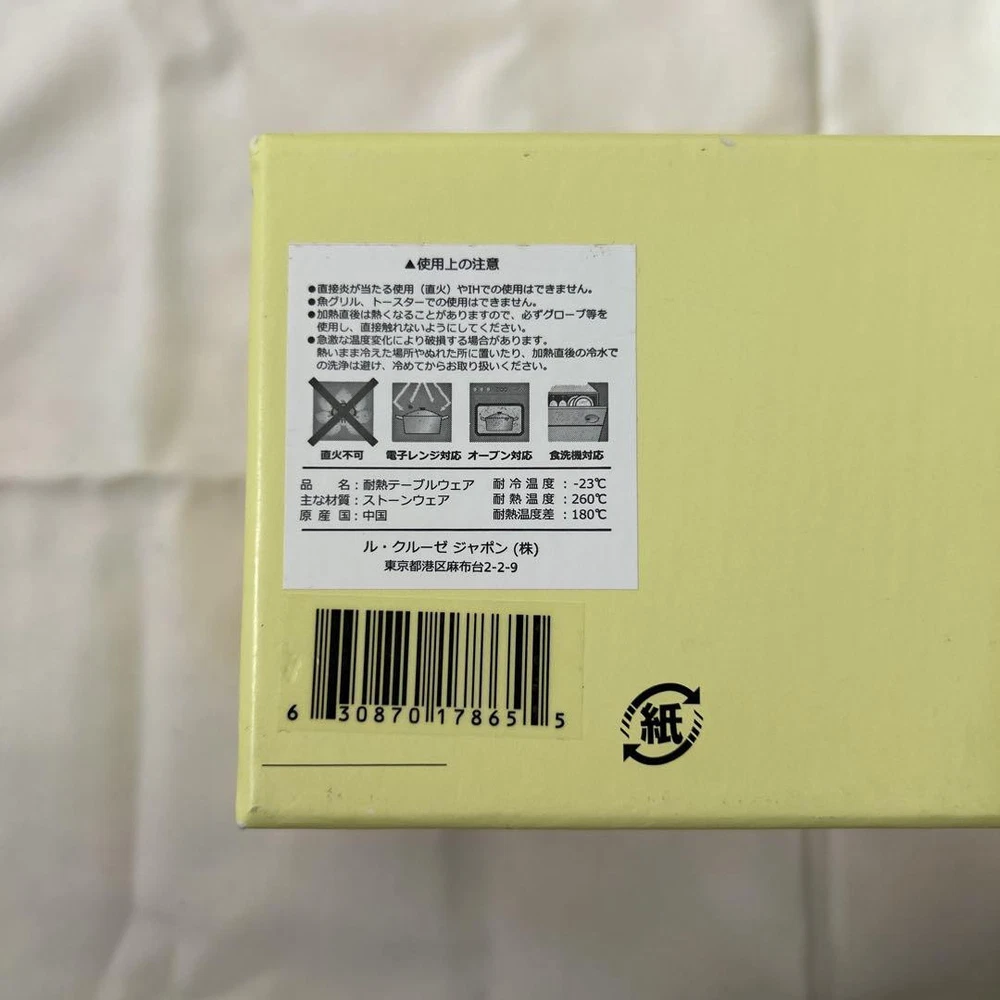 ▲使用上の注意
●直接炎が当たる使用（直火）やIHでの使用はできません。
●魚グリル、トースターでの使用はできません。
●加熱直後は熱くなることがありますので、必ずグローブ等を
使用し、直接触れないようにしてください。
●急激な温度変化により破損する場合があります。
熱いまま冷えた場所やぬれた所に置いたり、加熱直後の冷水で
の洗浄は避け、冷めてからお取り扱いください。
直火不可 電子レンジ対応 オーブン対応 食洗機対応
品 名：耐熱テーブルウェア 耐冷温度：-23℃
主な材質：ストーンウェア 耐熱温度：260℃
原産国：中国 耐熱温度差：180℃
ル・クルーゼ ジャポン (株)
東京都港区麻布台2-2-9
6 30870 17865 5
紙